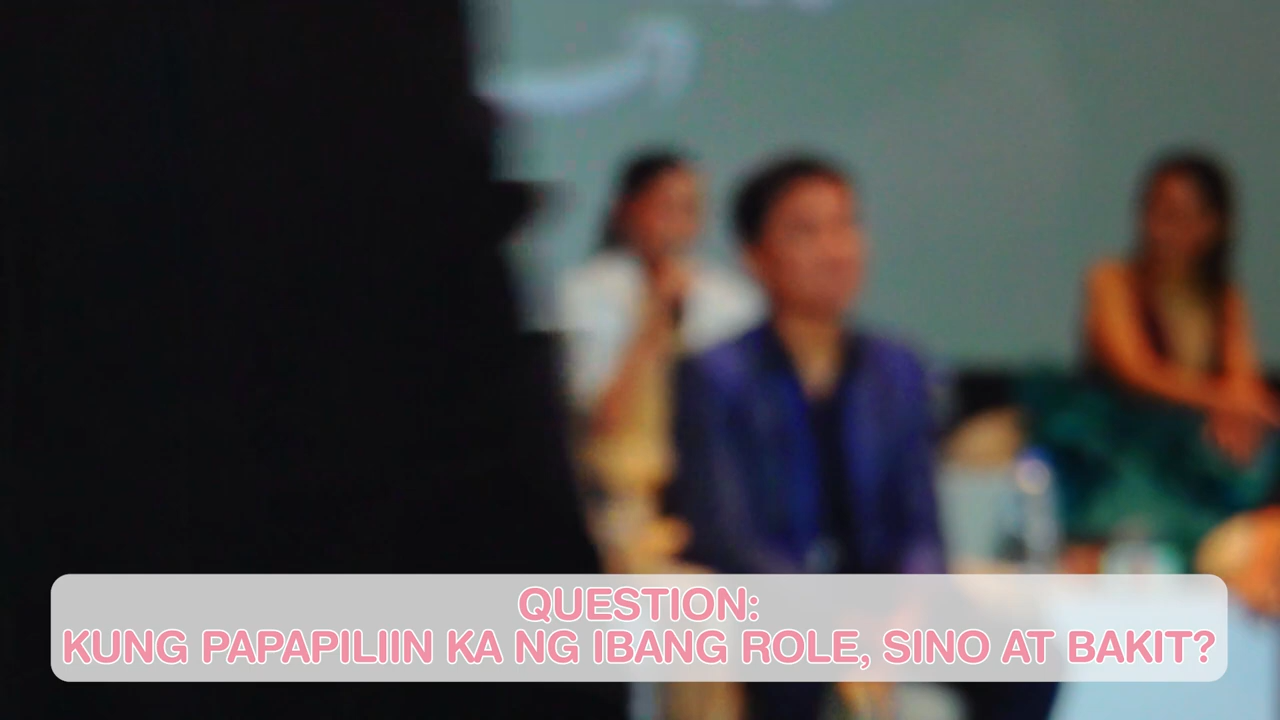 QUESTION:
KUNG PAPAPILIIN KA NG IBANG ROLE, SINO AT BAKIT?